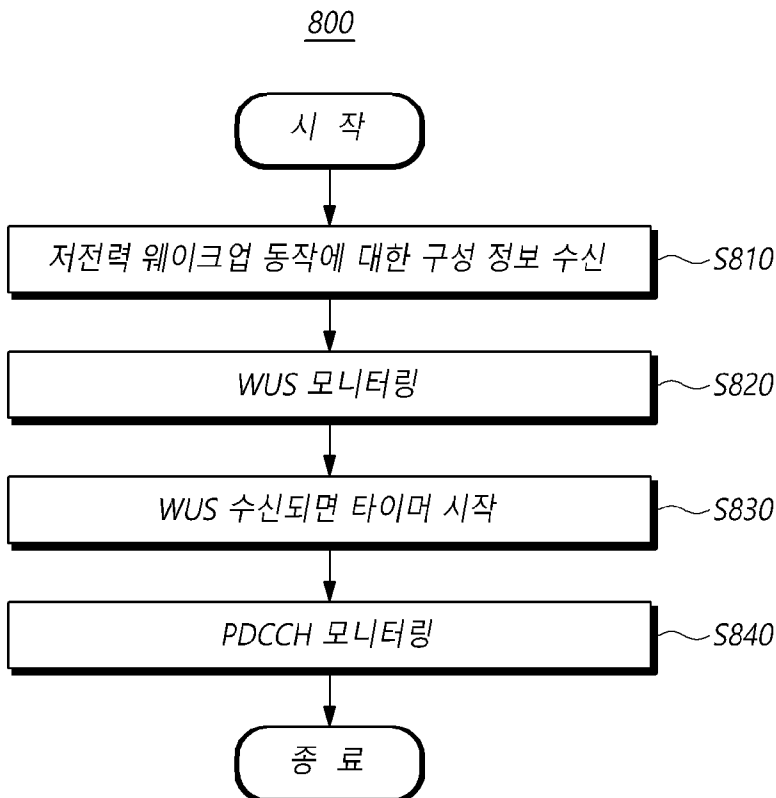 800
시 작
저전력 웨이크업 동작에 대한 구성 정보 수신
S810
WUS 모니터링
S820
WUS 수신되면 타이머 시작
S830
PDCCH 모니터링
S840
종 료